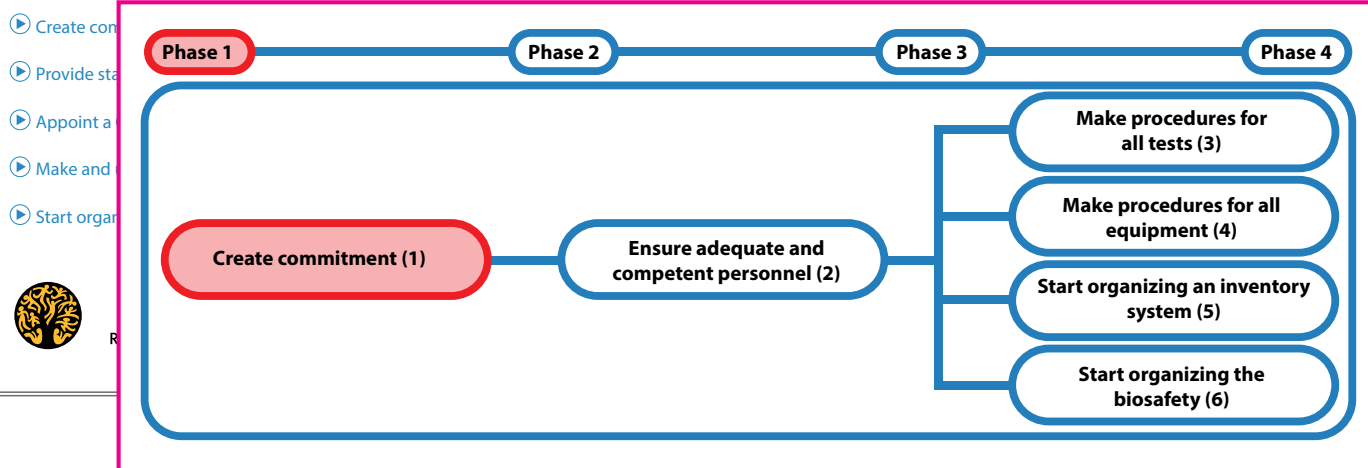 Create com
Provide sta
Appoint a
Make and
Start organ
R
Phase 1
Phase 2
Phase 3
Phase 4
Create commitment (1)
Ensure adequate and
competent personnel (2)
Make procedures for
all tests (3)
Make procedures for all
equipment (4)
Start organizing an inventory
system (5)
Start organizing the
biosafety (6)